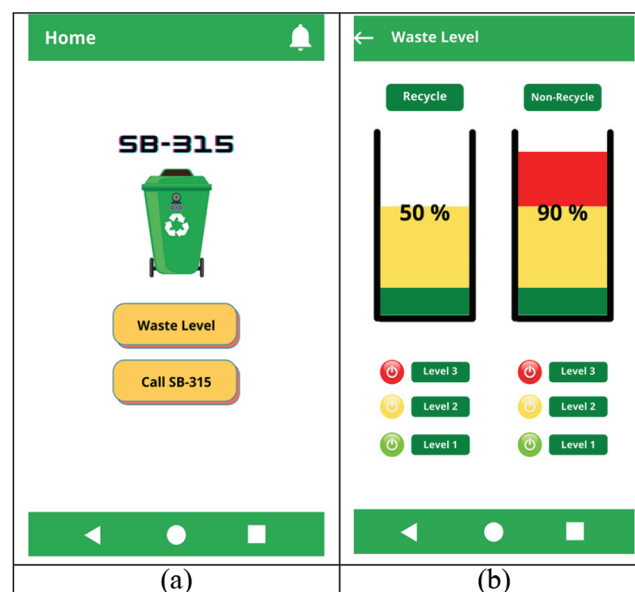 Home
SB-315
Waste Level
Call SB-315
(a)
Waste Level
Recycle Non-Recycle
50 % 90 %
Level 3 Level 3
Level 2 Level 2
Level 1 Level 1
(b)